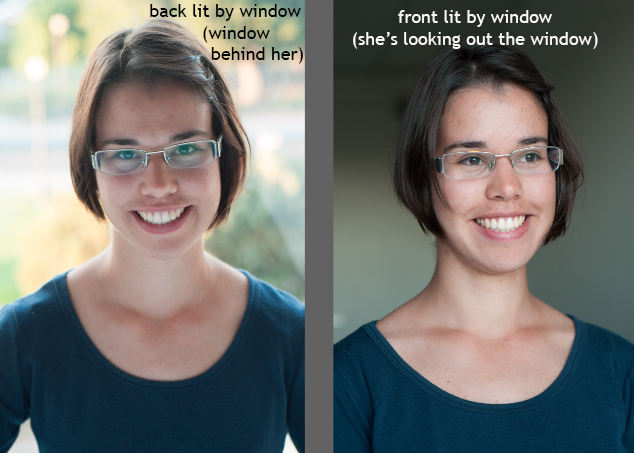 back lit by window
(window
behind her)
front lit by window
(she's looking out the window)